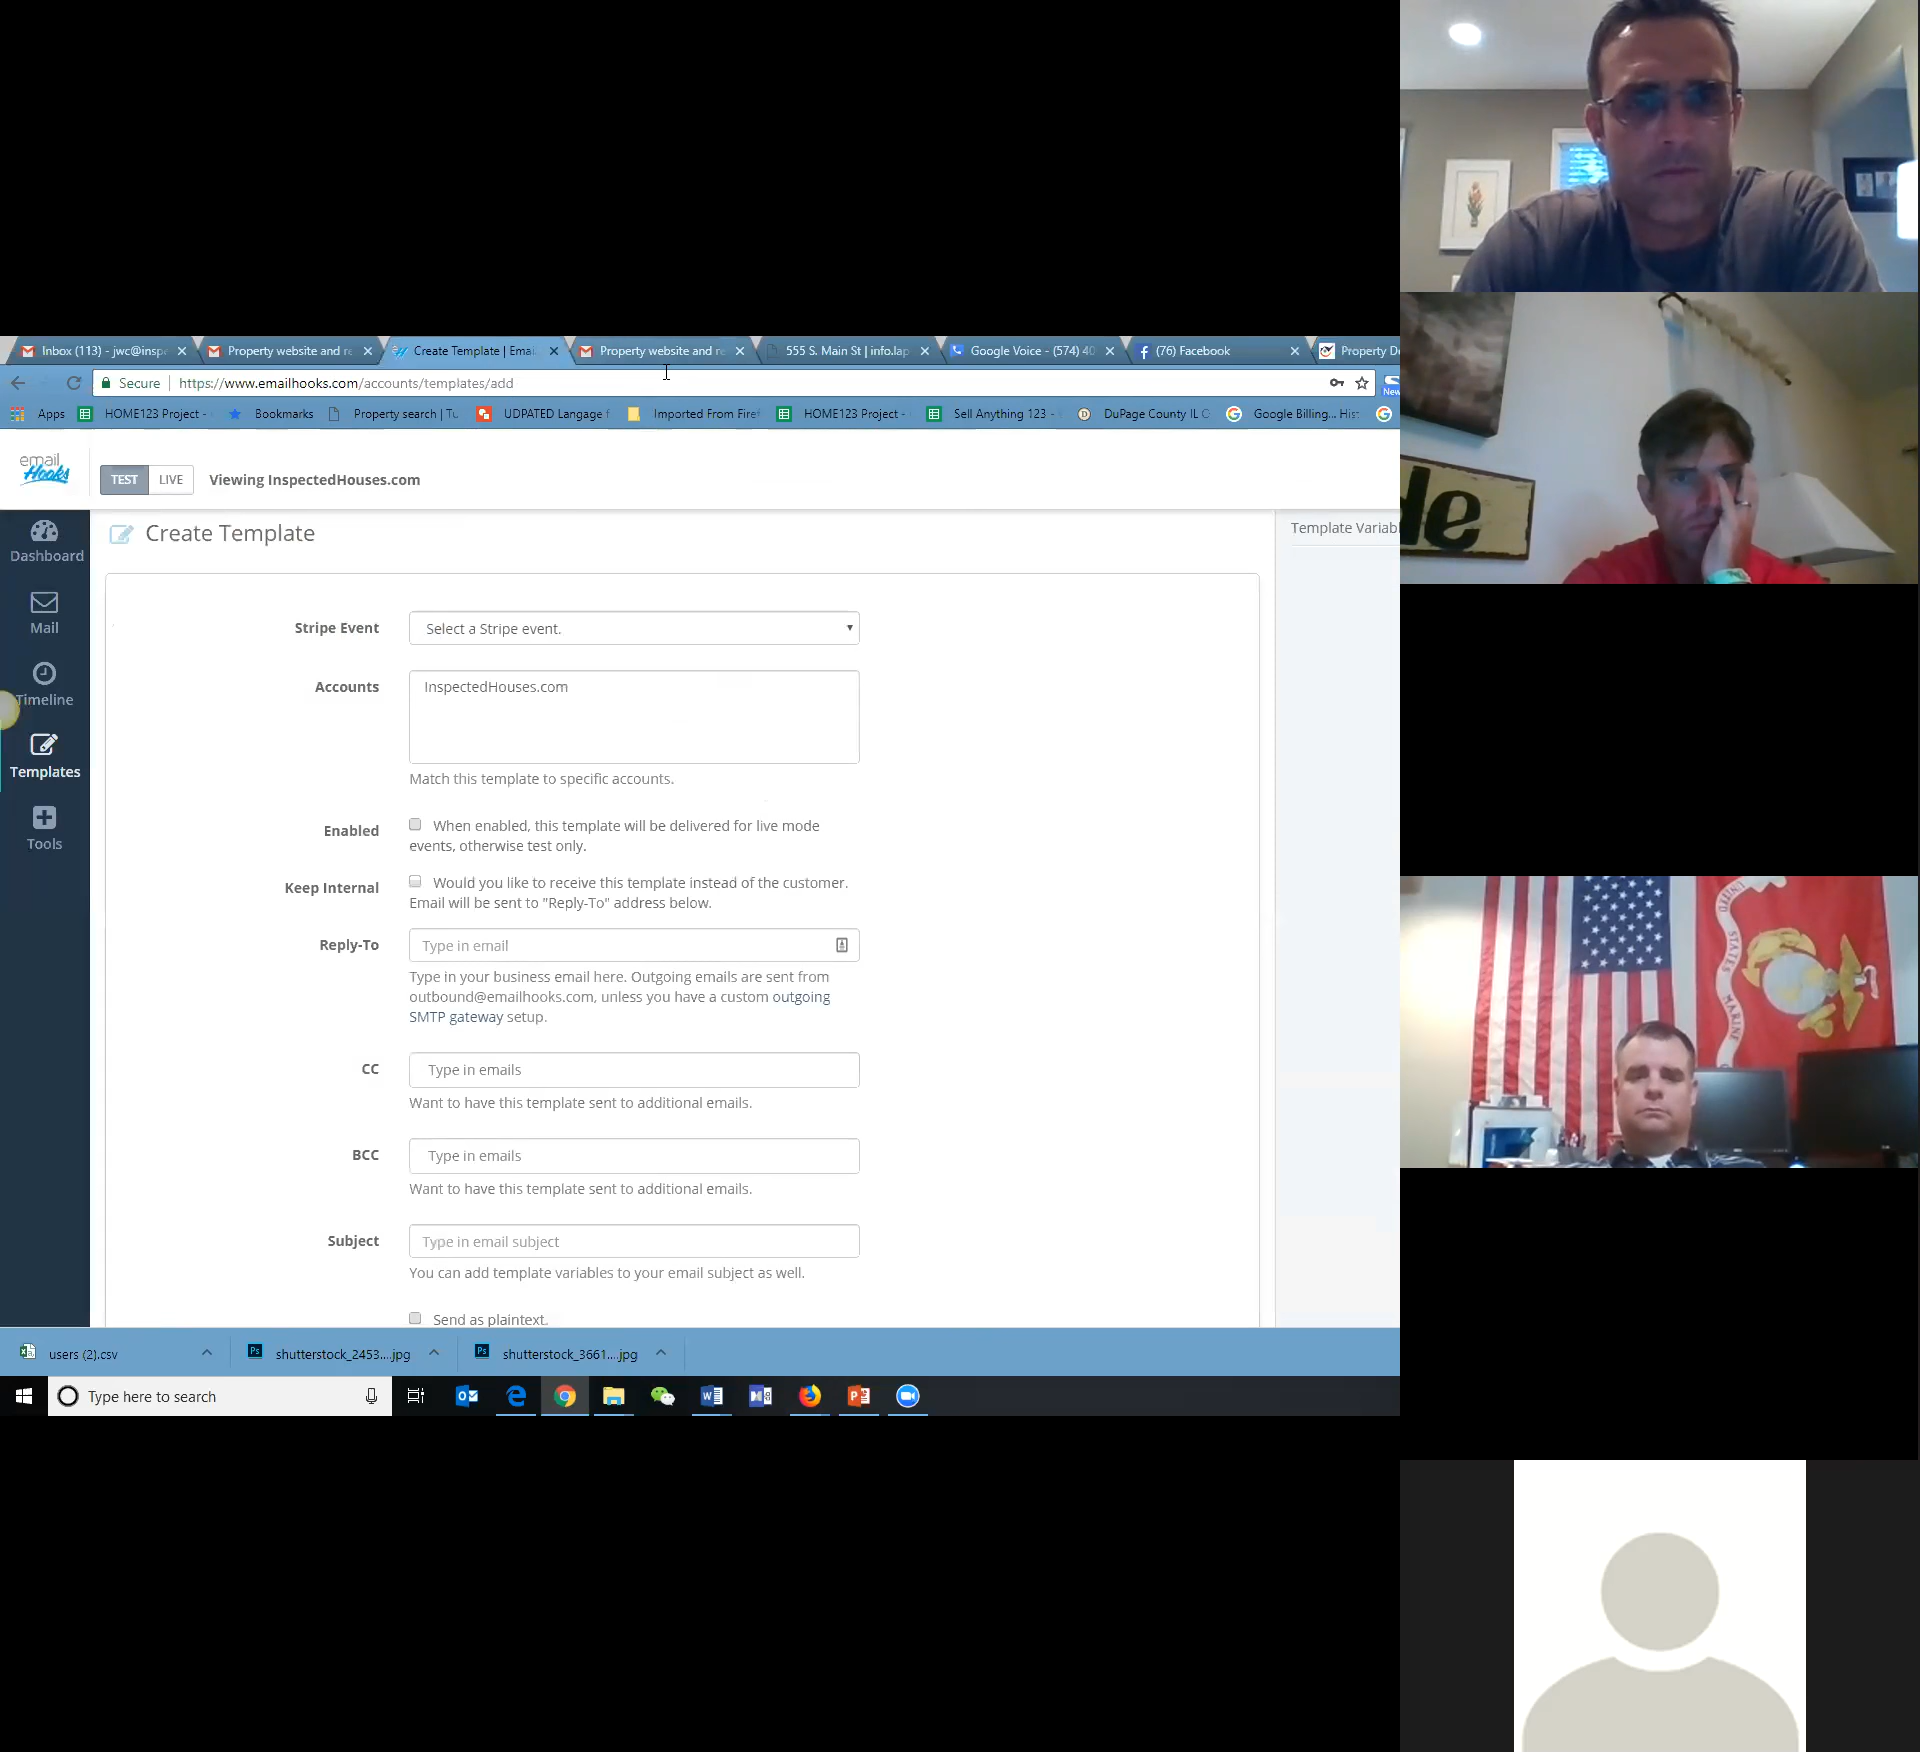 Inbox (113) - jwc@insp
Property website and re
Create Template | Emai
Property website and re
555 S. Main St | info.lap
Google Voice - (574) 40
(76) Facebook
Property De
Secure
https://www.emailhooks.com/accounts/templates/add
New
Apps
HOME123 Project -
Bookmarks
Property search | Tu
UDPATED Langage f
Imported From Firef
HOME123 Project -
Sell Anything 123 -
DuPage County IL C
Google Billing... Hist
email
Hooks
TEST
LIVE
Viewing InspectedHouses.com
Dashboard
Mail
Timeline
Templates
Tools
Create Template
Template Variabl
Stripe Event
Select a Stripe event.
Accounts
InspectedHouses.com
Match this template to specific accounts.
Enabled
When enabled, this template will be delivered for live mode
events, otherwise test only.
Keep Internal
Would you like to receive this template instead of the customer.
Email will be sent to "Reply-To" address below.
Reply-To
Type in email
Type in your business email here. Outgoing emails are sent from
outbound@emailhooks.com, unless you have a custom outgoing
SMTP gateway setup.
CC
Type in emails
Want to have this template sent to additional emails.
BCC
Type in emails
Want to have this template sent to additional emails.
Subject
Type in email subject
You can add template variables to your email subject as well.
Send as plaintext.
users (2).csv
shutterstock_2453....jpg
shutterstock_3661....jpg
Type here to search
de
UNITED STATES MARINE